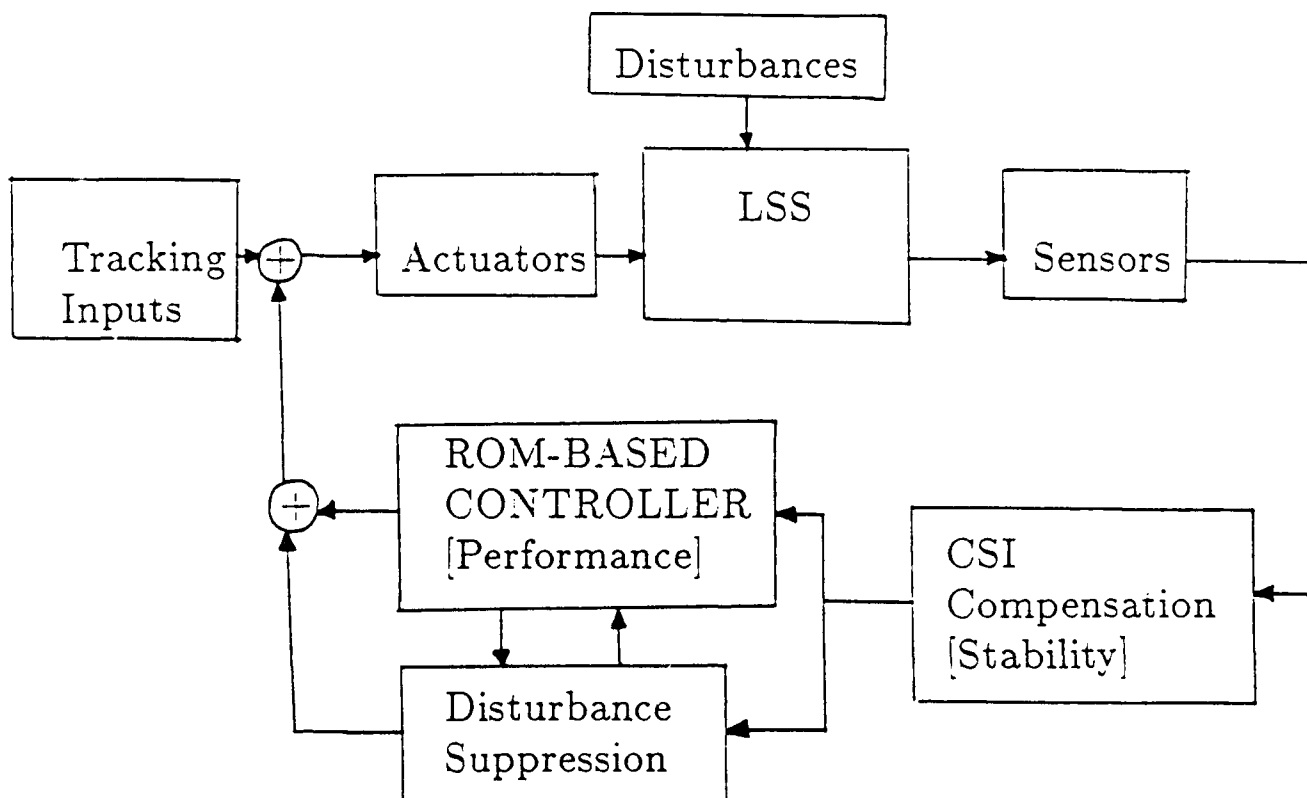 Disturbances
LSS
Tracking
Inputs
+
Actuators
Sensors
ROM-BASED
CONTROLLER
[Performance]
+
CSI
Compensation
[Stability]
Disturbance
Suppression